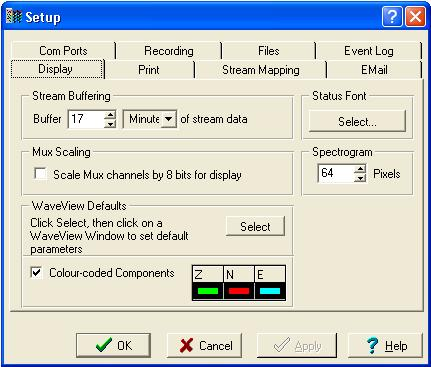 Setup
Com Ports Recording Files Event Log
Display Print Stream Mapping EMail
Stream Buffering
Buffer 17 Minute of stream data
Status Font
Select...
Mux Scaling
Scale Mux channels by 8 bits for display
Spectrogram
64 Pixels
WaveView Defaults
Click Select, then click on a
WaveView Window to set default
parameters
Select
Colour-coded Components
Z N E
OK Cancel Apply Help